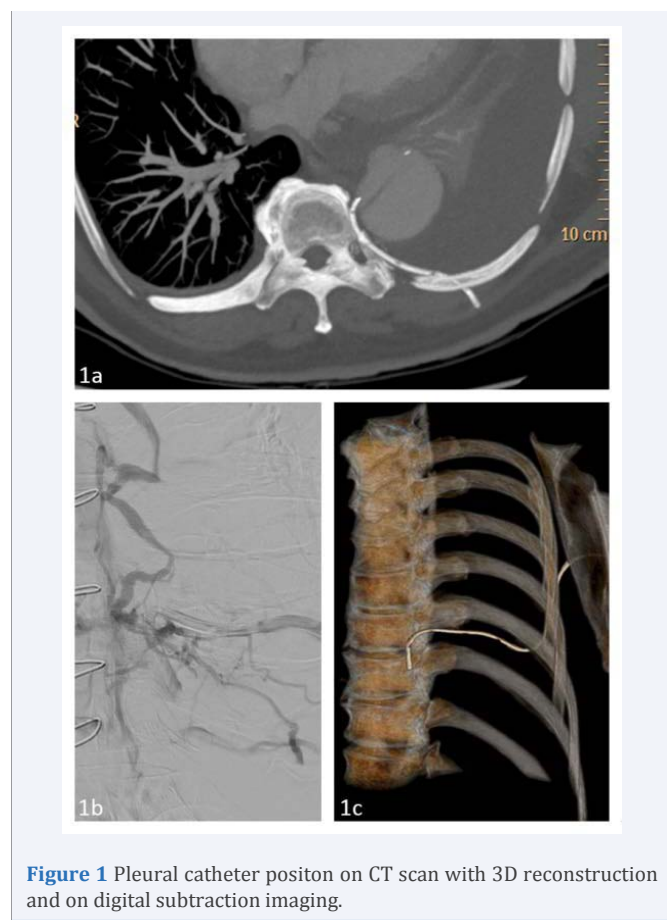 R
10 cm
1a
1b
1c
Figure 1 Pleural catheter positon on CT scan with 3D reconstruction
and on digital subtraction imaging.